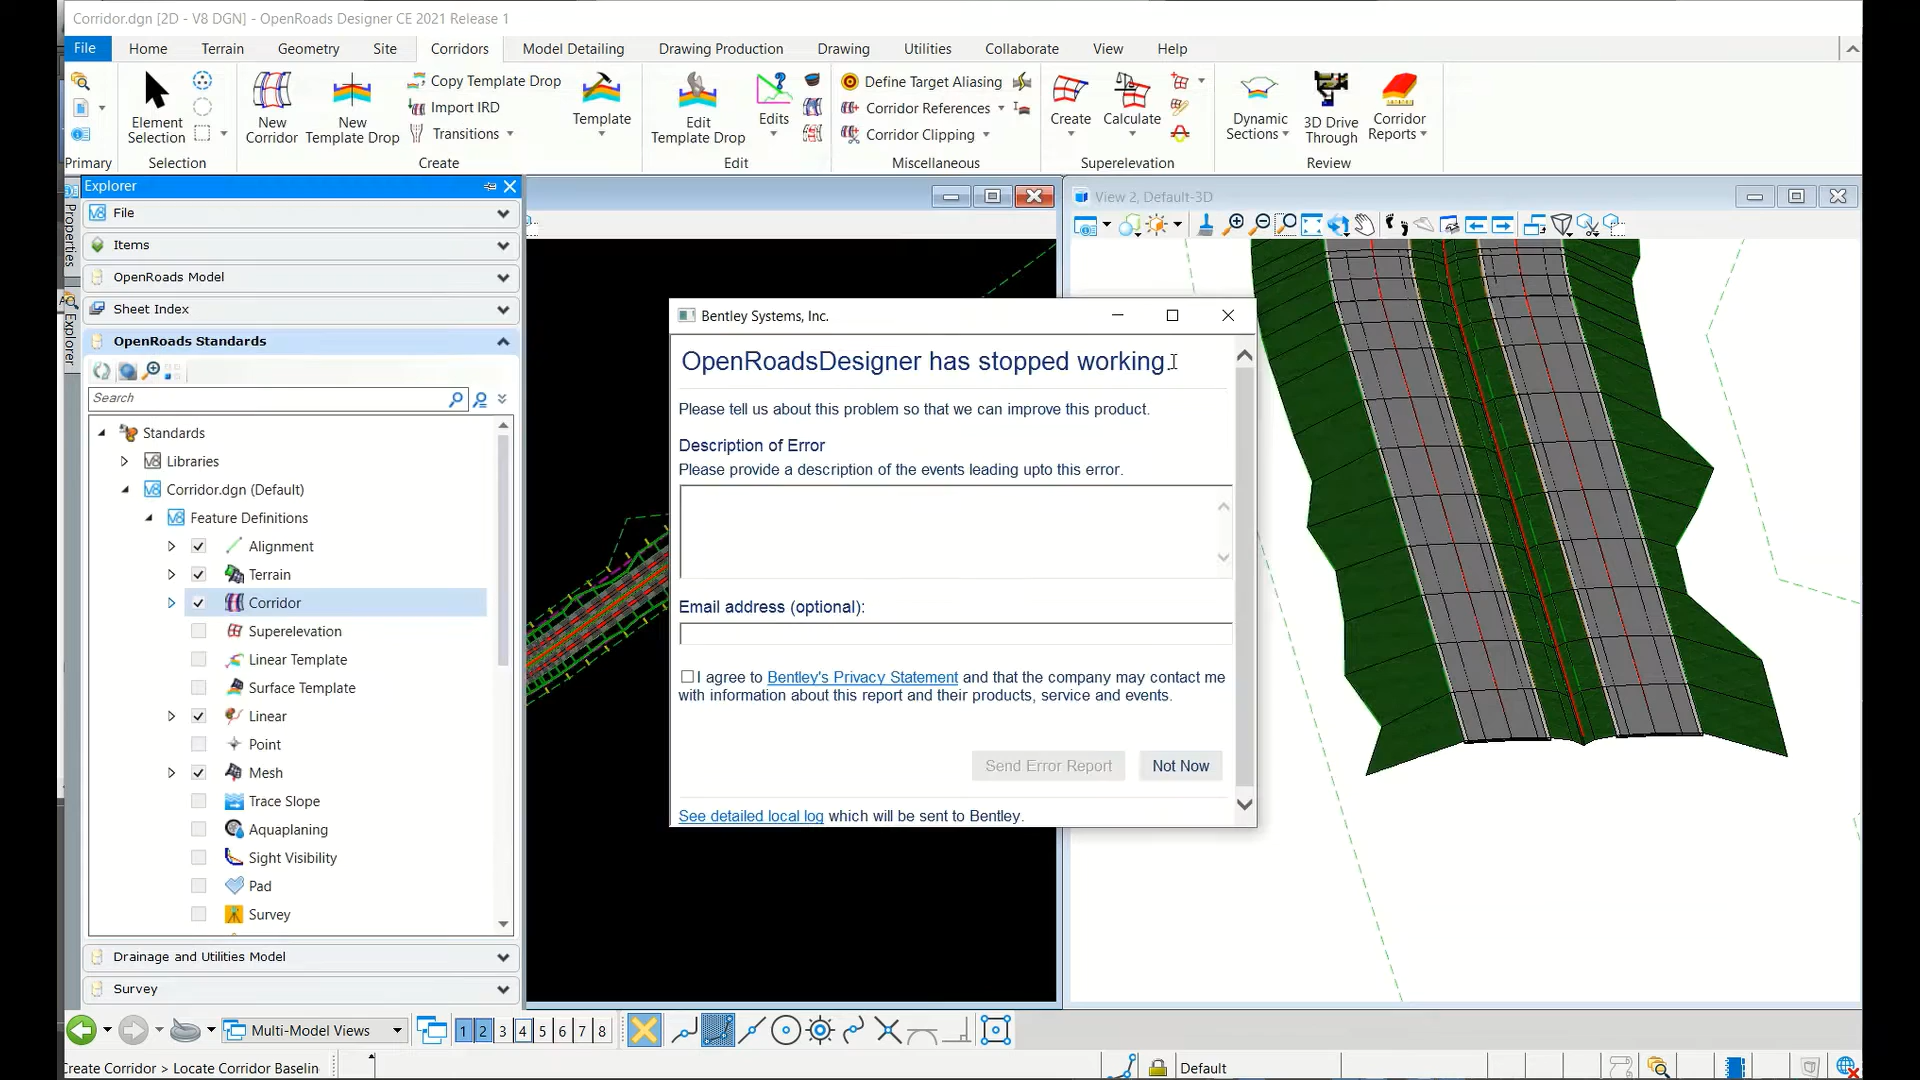 Corridor.dgn [2D - V8 DGN] - OpenRoads Designer CE 2021 Release 1
File Home Terrain Geometry Site Corridors Model Detailing Drawing Production Drawing Utilities Collaborate View Help
Element Selection
New Corridor
New Template Drop
Copy Template Drop
Import IRD
Transitions
Template
Edit Template Drop
Edits
Define Target Aliasing
Corridor References
Corridor Clipping
Create
Calculate
Dynamic Sections
3D Drive Through
Corridor Reports
Primary Selection Create Edit Miscellaneous Superelevation Review
Properties
Explorer
Explorer
File
Items
OpenRoads Model
Sheet Index
OpenRoads Standards
Search
Standards
Libraries
Corridor.dgn (Default)
Feature Definitions
Alignment
Terrain
Corridor
Superelevation
Linear Template
Surface Template
Linear
Point
Mesh
Trace Slope
Aquaplaning
Sight Visibility
Pad
Survey
Drainage and Utilities Model
Survey
View 2, Default-3D
Bentley Systems, Inc.
OpenRoadsDesigner has stopped working.
Please tell us about this problem so that we can improve this product.
Description of Error
Please provide a description of the events leading upto this error.
Email address (optional):
I agree to Bentley's Privacy Statement and that the company may contact me
with information about this report and their products, service and events.
Send Error Report Not Now
See detailed local log which will be sent to Bentley.
Multi-Model Views 1 2 3 4 5 6 7 8
Create Corridor > Locate Corridor Baselin
Default